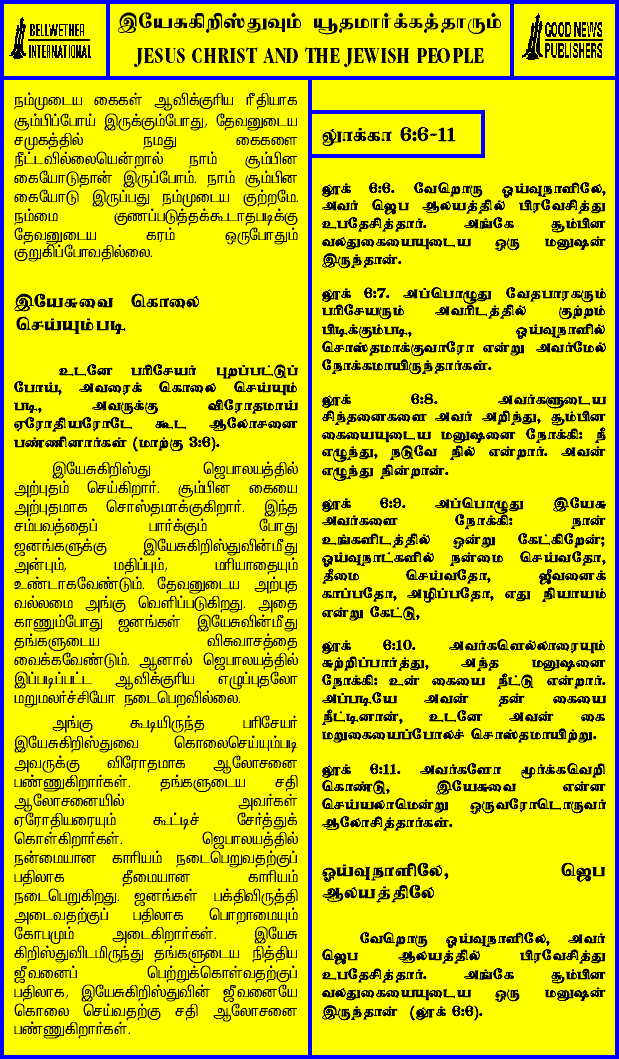 BELLWETHER
INTERNATIONAL
இயேசுகிறிஸ்துவும் யூதமார்க்கத்தாரும்
JESUS CHRIST AND THE JEWISH PEOPLE
GOOD NEWS
PUBLISHERS
நம்முடைய கைகள் ஆவிக்குரிய ரீதியாக
சூம்பிப்போய் இருக்கும்போது, தேவனுடைய
சமுகத்தில் நமது கைகளை
நீட்டவில்லையென்றால் நாம் சூம்பின
கையோடுதான் இருப்போம். நாம் சூம்பின
கையோடு இருப்பது நம்முடைய குற்றமே.
நம்மை குணப்படுத்தக்கூடாதபடிக்கு
தேவனுடைய கரம் ஒருபோதும்
குறுகிப்போவதில்லை.
இயேசுவை கொலை
செய்யும்படி
உடனே பரிசேயர் புறப்பட்டுப்
போய், அவரைக் கொலை செய்யும்
படி, அவருக்கு விரோதமாய்
ஏரோதியரோடே கூட ஆலோசனை
பண்ணினார்கள் (மாற்கு 3:6).
இயேசுகிறிஸ்து ஜெபாலயத்தில்
அற்புதம் செய்கிறார். சூம்பின கையை
அற்புதமாக சொஸ்தமாக்குகிறார். இந்த
சம்பவத்தைப் பார்க்கும் போது
ஜனங்களுக்கு இயேசுகிறிஸ்துவின்மீது
அன்பும், மதிப்பும், மரியாதையும்
உண்டாகவேண்டும். தேவனுடைய அற்புத
வல்லமை அங்கு வெளிப்படுகிறது. அதை
காணும்போது ஜனங்கள் இயேசுவின்மீது
தங்களுடைய விசுவாசத்தை
வைக்கவேண்டும். ஆனால் ஜெபாலயத்தில்
இப்படிப்பட்ட ஆவிக்குரிய எழுப்புதலோ
மறுமலர்ச்சியோ நடைபெறவில்லை.
அங்கு கூடியிருந்த பரிசேயர்
இயேசுகிறிஸ்துவை கொலைசெய்யும்படி
அவருக்கு விரோதமாக ஆலோசனை
பண்ணுகிறார்கள். தங்களுடைய சதி
ஆலோசனையில் அவர்கள்
ஏரோதியரையும் கூட்டிச் சேர்த்துக்
கொள்கிறார்கள். ஜெபாலயத்தில்
நன்மையான காரியம் நடைபெறுவதற்குப்
பதிலாக தீமையான காரியம்
நடைபெறுகிறது. ஜனங்கள் பக்திவிருத்தி
அடைவதற்குப் பதிலாக பொறாமையும்
கோபமும் அடைகிறார்கள். இயேசு
கிறிஸ்துவிடமிருந்து தங்களுடைய நித்திய
ஜீவனைப் பெற்றுக்கொள்வதற்குப்
பதிலாக, இயேசுகிறிஸ்துவின் ஜீவனையே
கொலை செய்வதற்கு சதி ஆலோசனை
பண்ணுகிறார்கள்.
லூக்கா 6:6-11
லூக் 6:6. வேறொரு ஓய்வுநாளிலே,
அவர் ஜெப ஆலயத்தில் பிரவேசித்து
உபதேசித்தார். அங்கே சூம்பின
வலதுகையையுடைய ஒரு மனுஷன்
இருந்தான்.
லூக் 6:7. அப்பொழுது வேதபாரகரும்
பரிசேயரும் அவரிடத்தில் குற்றம்
பிடிக்கும்படி, ஓய்வுநாளில்
சொஸ்தமாக்குவாரோ என்று அவர்மேல்
நோக்கமாயிருந்தார்கள்.
லூக் 6:8. அவர்களுடைய
சிந்தனைகளை அவர் அறிந்து, சூம்பின
கையையுடைய மனுஷனை நோக்கி: நீ
எழுந்து, நடுவே நில் என்றார். அவன்
எழுந்து நின்றான்.
லூக் 6:9. அப்பொழுது இயேசு
அவர்களை நோக்கி: நான்
உங்களிடத்தில் ஒன்று கேட்கிறேன்;
ஓய்வுநாட்களில் நன்மை செய்வதோ,
தீமை செய்வதோ, ஜீவனைக்
காப்பதோ, அழிப்பதோ, எது நியாயம்
என்று கேட்டு,
லூக் 6:10. அவர்களெல்லாரையும்
சுற்றிப்பார்த்து, அந்த மனுஷனை
நோக்கி: உன் கையை நீட்டு என்றார்.
அப்படியே அவன் தன் கையை
நீட்டினான், உடனே அவன் கை
மறுகையைப்போலச் சொஸ்தமாயிற்று.
லூக் 6:11. அவர்களோ மூர்க்கவெறி
கொண்டு, இயேசுவை என்ன
செய்யலாமென்று ஒருவரோடொருவர்
ஆலோசித்தார்கள்.
ஓய்வுநாளிலே, ஜெப
ஆலயத்திலே
வேறொரு ஓய்வுநாளிலே, அவர்
ஜெப ஆலயத்தில் பிரவேசித்து
உபதேசித்தார். அங்கே சூம்பின
வலதுகையையுடைய ஒரு மனுஷன்
இருந்தான் (லூக் 6:6).